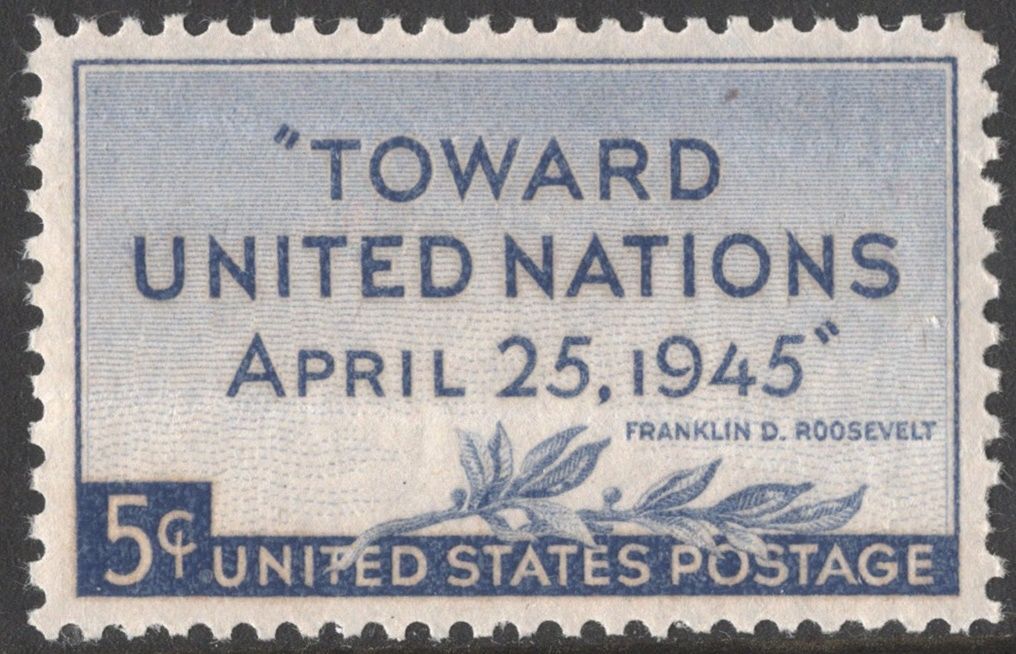 "TOWARD
UNITED NATIONS
APRIL 25, 1945"
FRANKLIN D. ROOSEVELT
5¢
UNITED STATES POSTAGE